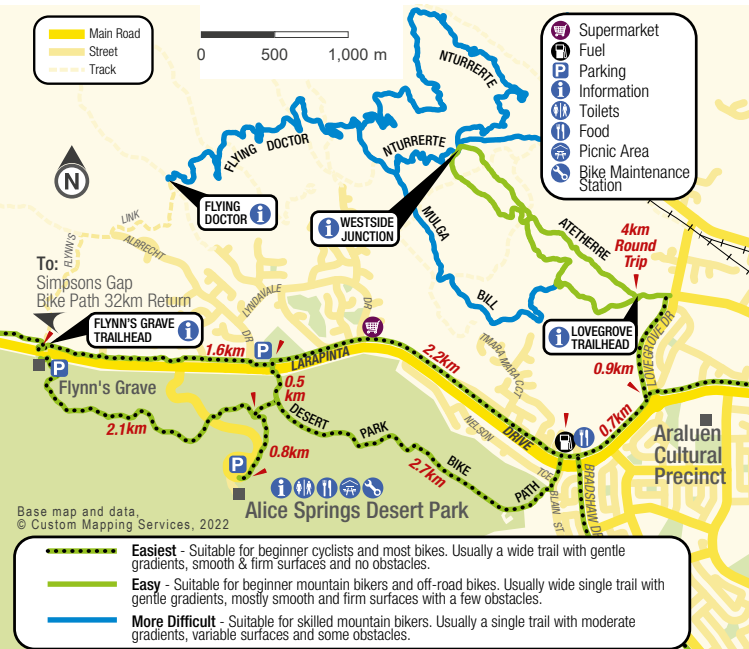 Main Road
Street
Track
0 500 1,000 m
Supermarket
Fuel
P Parking
i Information
Toilets
Food
Picnic Area
Bike Maintenance
Station
N
NTURRERTE
NTURRERTE
FLYING DOCTOR
FLYING
DOCTOR i
i WESTSIDE
JUNCTION
MULGA
BILL
ATETHERRE
4km
Round
Trip
i LOVEGROVE
TRAILHEAD
LOVEGROVE DR
FLYNN'S
LINK
ALBRECHT
DR
LYNDAVALE
DR
To:
Simpsons Gap
Bike Path 32km Return
FLYNN'S GRAVE
TRAILHEAD i
P
Flynn's Grave
1.6km
P
LARAPINTA
DRIVE
2.2km
TMARA MARA CCT
0.9km
0.7km
0.5
km
DESERT PARK BIKE PATH
2.1km
0.8km
2.7km
NELSON
TCE
BLAIN ST
BRADSHAW DR
Araluen
Cultural
Precinct
P
i
Alice Springs Desert Park
Base map and data,
© Custom Mapping Services, 2022
Easiest - Suitable for beginner cyclists and most bikes. Usually a wide trail with gentle
gradients, smooth & firm surfaces and no obstacles.
Easy - Suitable for beginner mountain bikers and off-road bikes. Usually wide single trail with
gentle gradients, mostly smooth and firm surfaces with a few obstacles.
More Difficult - Suitable for skilled mountain bikers. Usually a single trail with moderate
gradients, variable surfaces and some obstacles.